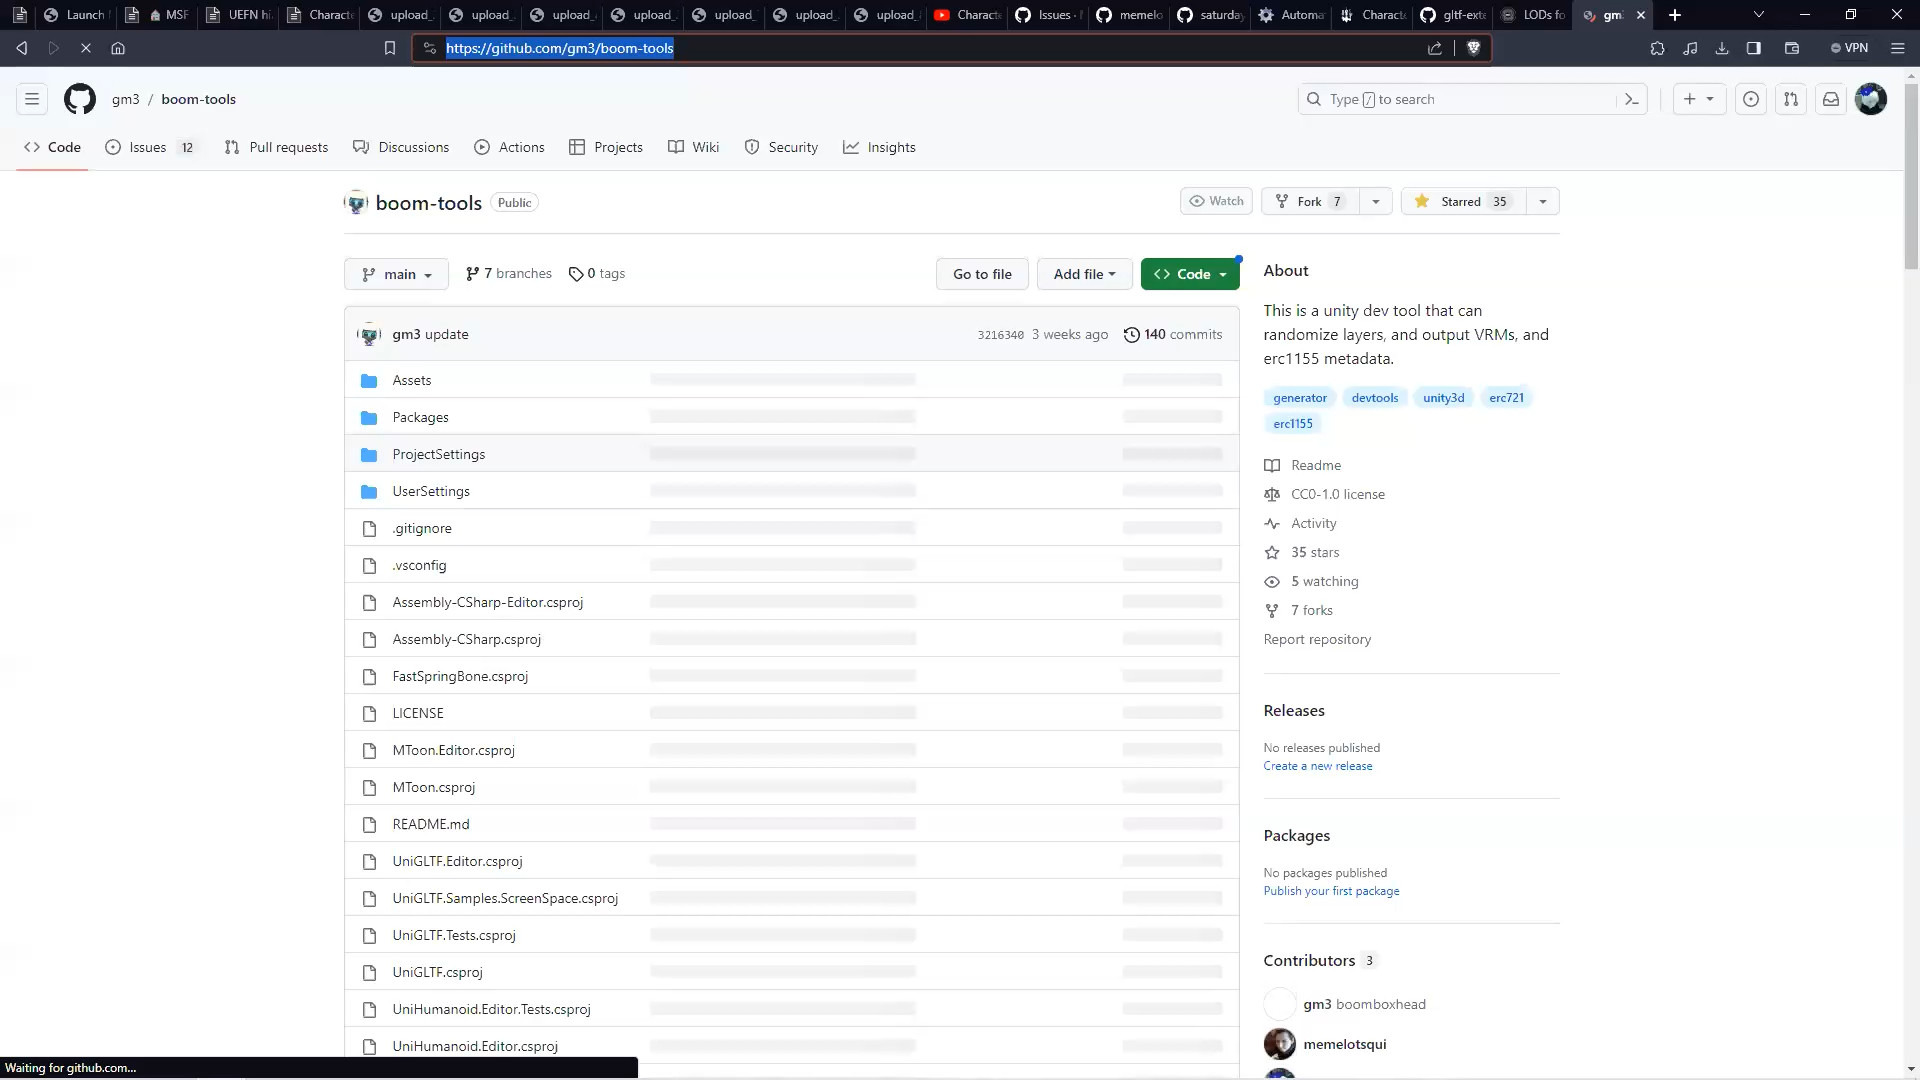 Launch
MSF
UEFN hi
Characte
upload_
upload_
upload_
upload_
upload_
upload_
upload_
Characte
Issues ·
memelo
saturday
Automa
Characte
gltf-exte
LODs fo
gm
https://github.com/gm3/boom-tools
VPN
gm3 / boom-tools
Type / to search
Code
Issues 12
Pull requests
Discussions
Actions
Projects
Wiki
Security
Insights
boom-tools Public
Watch
Fork 7
Starred 35
main
7 branches
0 tags
Go to file
Add file
Code
gm3 update
3216340 3 weeks ago
140 commits
Assets
Packages
ProjectSettings
UserSettings
.gitignore
.vsconfig
Assembly-CSharp-Editor.csproj
Assembly-CSharp.csproj
FastSpringBone.csproj
LICENSE
MToon.Editor.csproj
MToon.csproj
README.md
UniGLTF.Editor.csproj
UniGLTF.Samples.ScreenSpace.csproj
UniGLTF.Tests.csproj
UniGLTF.csproj
UniHumanoid.Editor.Tests.csproj
UniHumanoid.Editor.csproj
About
This is a unity dev tool that can
randomize layers, and output VRMs, and
erc1155 metadata.
generator devtools unity3d erc721
erc1155
Readme
CC0-1.0 license
Activity
35 stars
5 watching
7 forks
Report repository
Releases
No releases published
Create a new release
Packages
No packages published
Publish your first package
Contributors 3
gm3 boomboxhead
memelotsqui
Waiting for github.com...